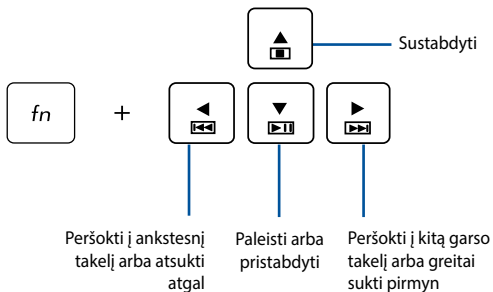 Sustabdyti
fn
+
Peršokti į ankstesnį
takelį arba atsukti
atgal
Paleisti arba
pristabdyti
Peršokti į kitą garso
takelį arba greitai
sukti pirmyn